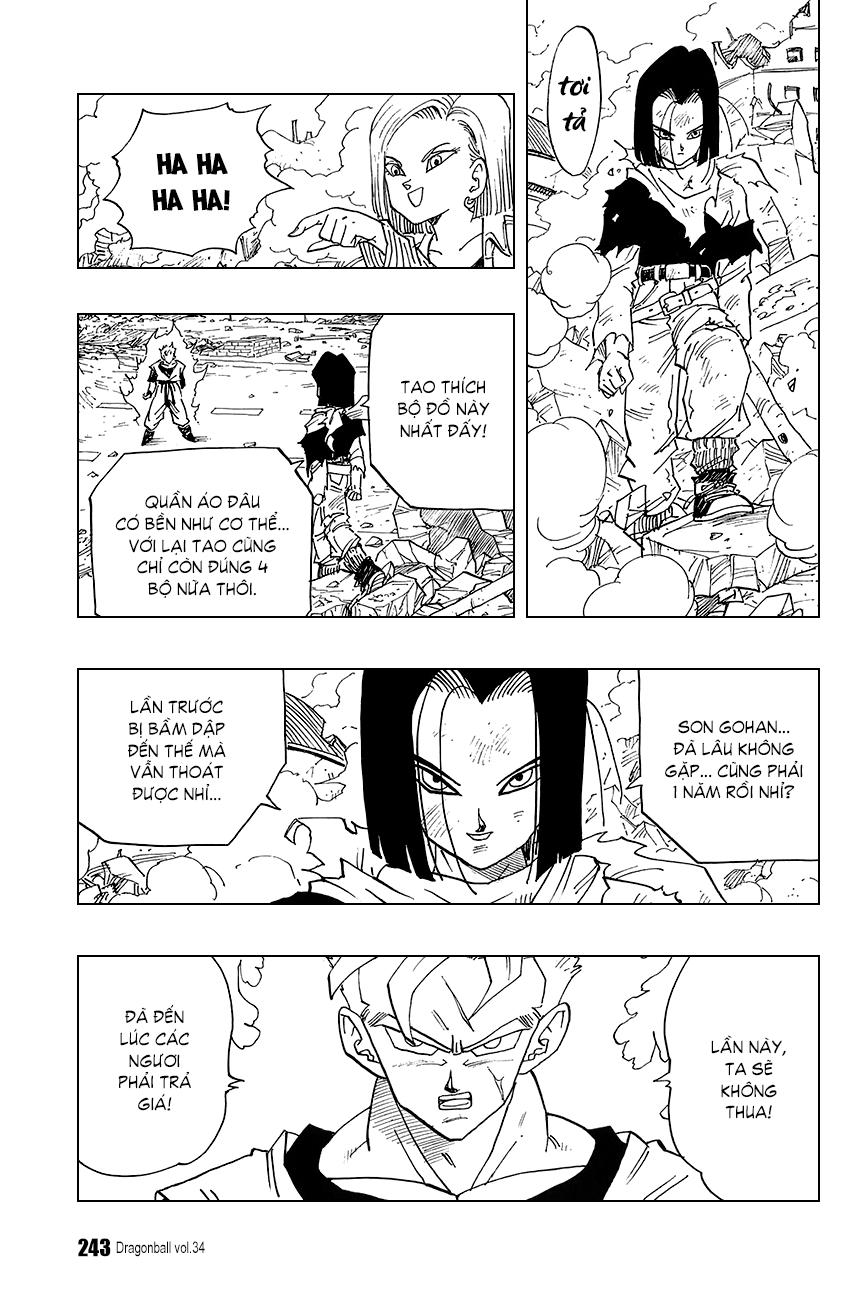 tơi
tả
HA HA
HA HA!
TAO THÍCH
BỘ ĐỒ NÀY
NHẤT ĐẤY!
QUẦN ÁO ĐÂU
CÓ BỀN NHƯ CƠ THỂ...
VỚI LẠI TAO CŨNG
CHỈ CÒN ĐÚNG 4
BỘ NỮA THÔI.
SON GOHAN...
ĐÃ LÂU KHÔNG
GẶP... CŨNG PHẢI
1 NĂM RỒI NHỈ?
LẦN TRƯỚC
BỊ BẦM DẬP
ĐẾN THẾ MÀ
VẪN THOÁT
ĐƯỢC NHỈ...
LẦN NÀY,
TA SẼ
KHÔNG
THUA!
ĐÃ ĐẾN
LÚC CÁC
NGƯƠI
PHẢI TRẢ
GIÁ!
243 Dragonball vol.34